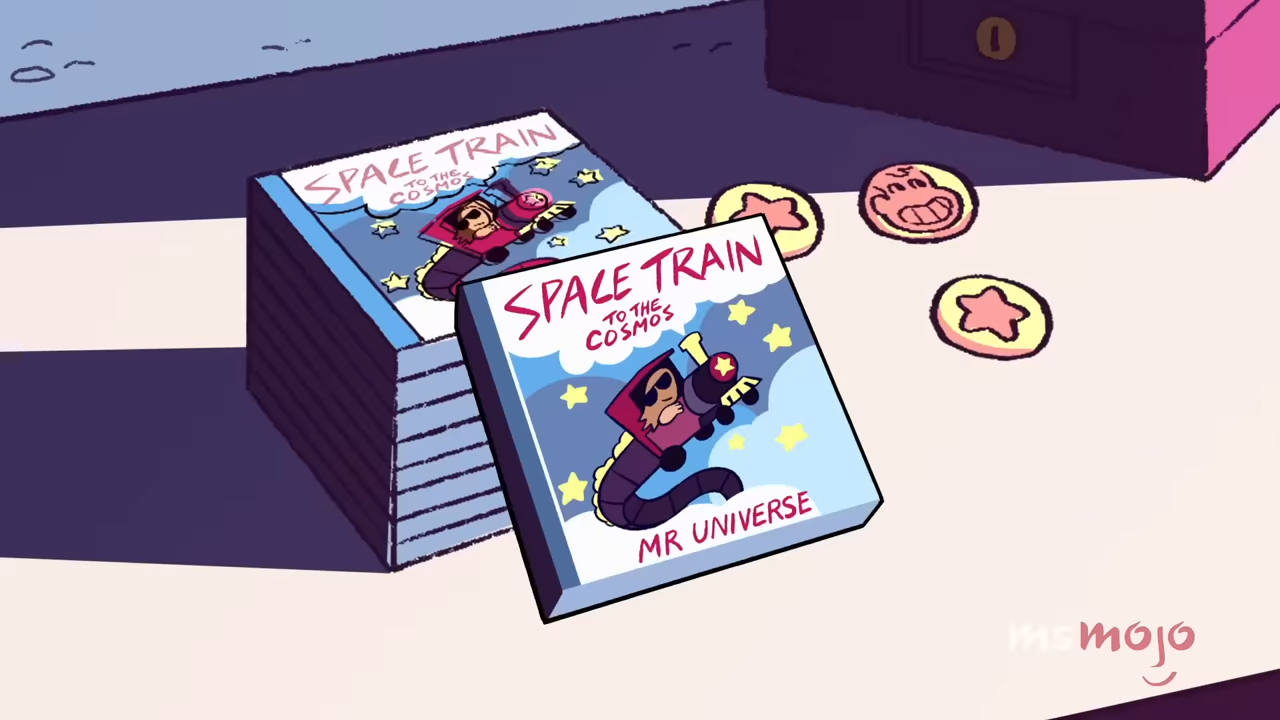 SPACE TRAIN
TO THE
COSMOS
SPACE TRAIN
TO THE
COSMOS
MR UNIVERSE
msmojo